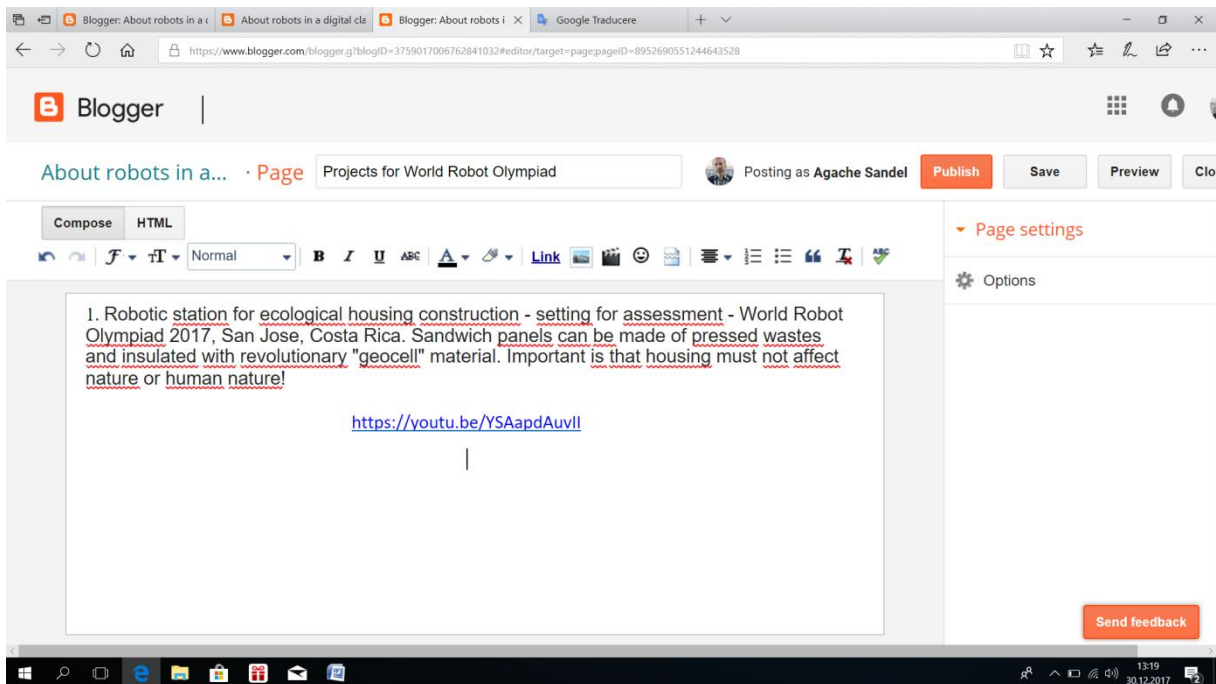 Blogger: About robots in a c
About robots in a digital cla
Blogger: About robots i
Google Traducere
https://www.blogger.com/blogger.g?blogID=3759017006762841032#editor/target=page;pageID=8952690551244643528
Blogger
About robots in a... · Page
Projects for World Robot Olympiad
Posting as Agache Sandel
Publish
Save
Preview
Clo
Compose
HTML
Normal
B I U ABC A Link
ABC
Page settings
Options
1. Robotic station for ecological housing construction - setting for assessment - World Robot
Olympiad 2017, San Jose, Costa Rica. Sandwich panels can be made of pressed wastes
and insulated with revolutionary "geocell" material. Important is that housing must not affect
nature or human nature!
https://youtu.be/YSAapdAuvlI
Send feedback
13:19
30.12.2017